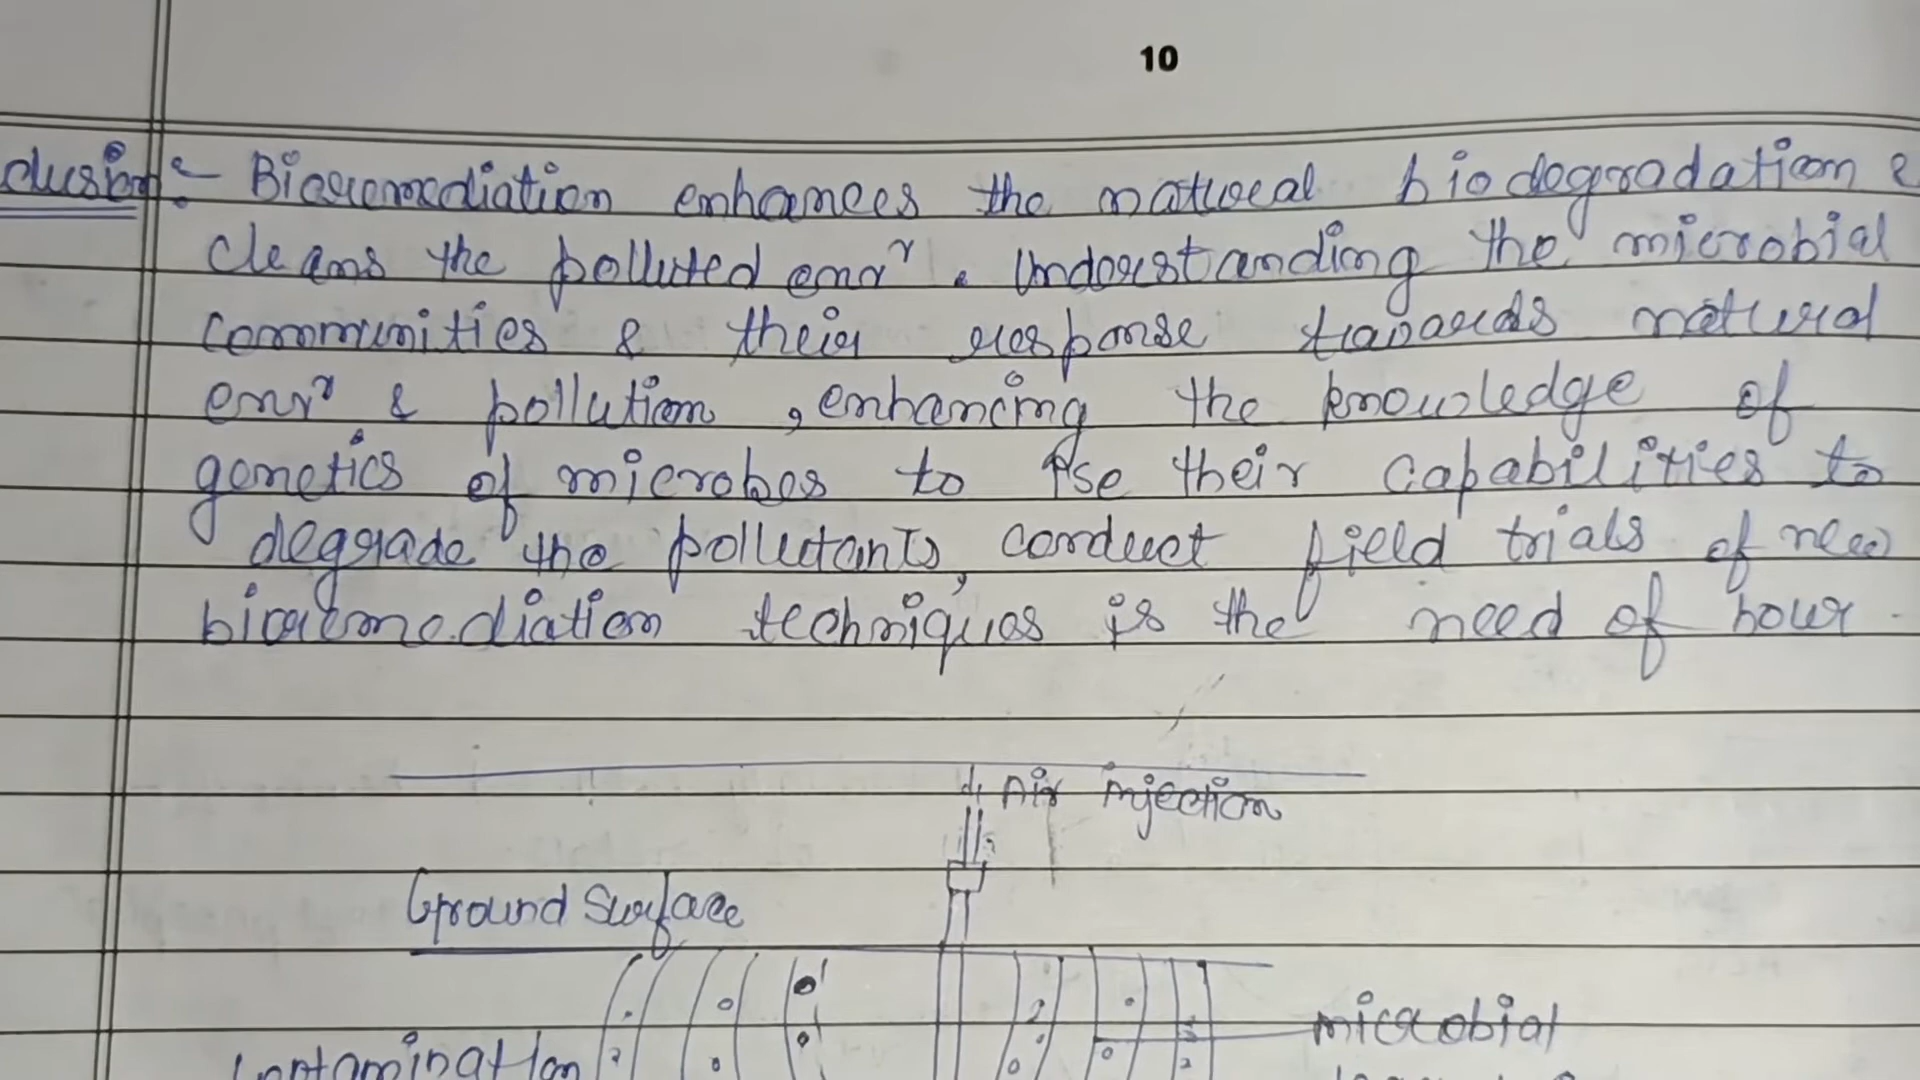 10
clusion :- Bioremediation enhances the natural biodegradation &
cleans the polluted envr. Understanding the microbial
communities & their response towards natural
envr & pollution, enhancing the knowledge of
genetics of microbes to use their capabilities to
degrade the pollutants, conduct field trials of new
bioremediation techniques is the need of hour.
Air injection
Ground Surface
microbial
Contamination